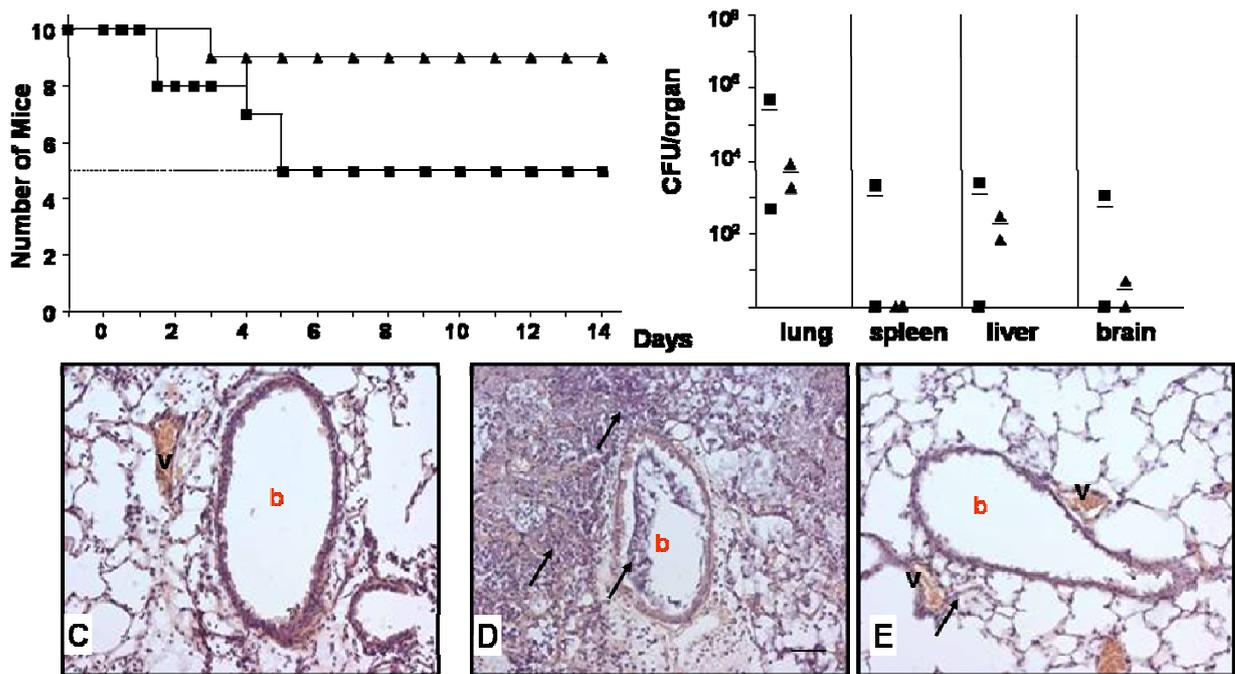 Number of Mice
10
8
6
4
2
0
0 2 4 6 8 10 12 14
Days
CFU/organ
10⁸
10⁶
10⁴
10²
lung spleen liver brain
v
b
C
b
D
b
v
v
E